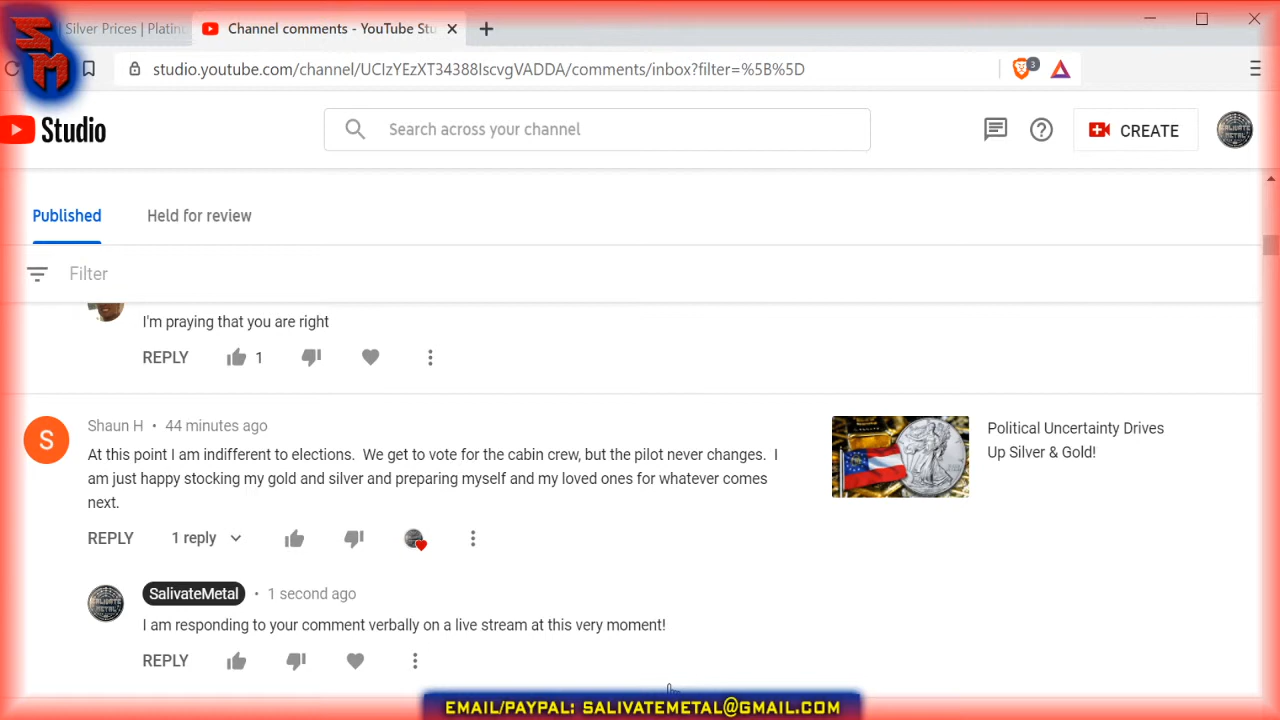 SM
Silver Prices | Platin
Channel comments - YouTube Stu
studio.youtube.com/channel/UCIzYEzXT34388IscvgVADDA/comments/inbox?filter=%5B%5D
3
Studio
Search across your channel
CREATE
Published
Held for review
Filter
I'm praying that you are right
REPLY 1
S
Shaun H • 44 minutes ago
At this point I am indifferent to elections. We get to vote for the cabin crew, but the pilot never changes. I
am just happy stocking my gold and silver and preparing myself and my loved ones for whatever comes
next.
Political Uncertainty Drives
Up Silver & Gold!
REPLY 1 reply
SalivateMetal • 1 second ago
I am responding to your comment verbally on a live stream at this very moment!
REPLY
EMAIL/PAYPAL: SALIVATEMETAL@GMAIL.COM